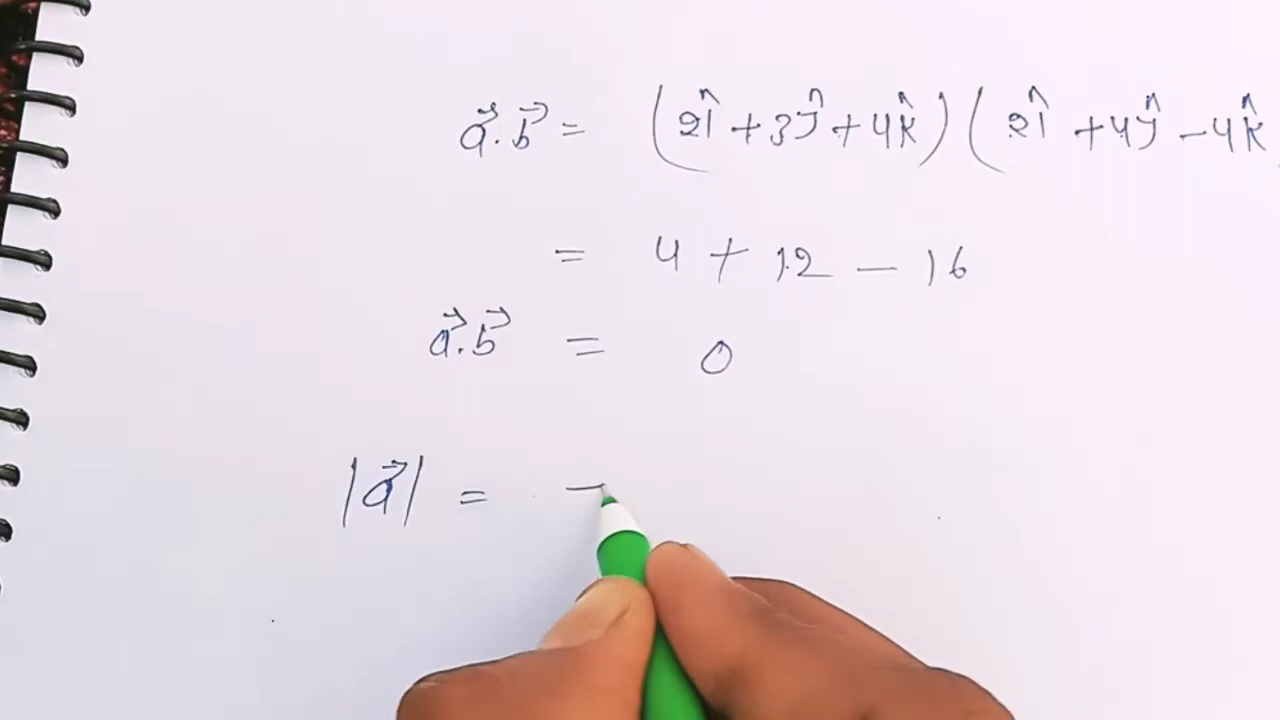 a⃗.b⃗ = (2î + 3ĵ + 4k̂) (2î + 4ĵ - 4k̂
= 4 + 12 - 16
a⃗.b⃗ = 0
|a⃗| =